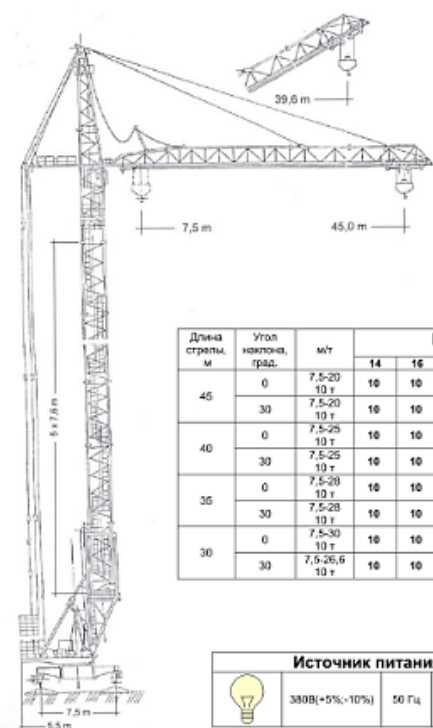 39,6 m
7,5 m 45,0 m
5 x 7,6m
Длина стрелы, м Угол наклона, град. м/т 14 16
45 0 7,5-20 10 т 10 10
30 7,5-20 10 т 10 10
40 0 7,5-25 10 т 10 10
30 7,5-25 10 т 10 10
35 0 7,5-28 10 т 10 10
30 7,5-28 10 т 10 10
30 0 7,5-30 10 т 10 10
30 7,5-26,6 10 т 10 10
Источник питани
380В(+5%;-10%) 50 Гц
7,5 m
5,5 m